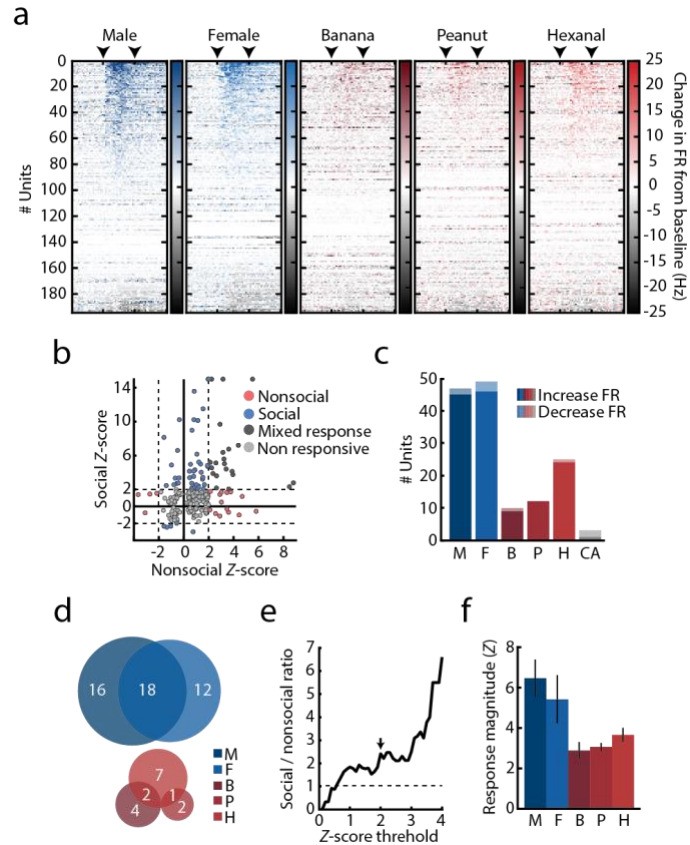 a
Male Female Banana Peanut Hexanal
0
20
40
60
80
100
120
140
160
180
# Units
25
20
15
10
5
0
-5
-10
-15
-20
-25
Change in FR from baseline (Hz)
b
14
10
6
2
0
-2
Social Z-score
-2 0 2 4 6 8
Nonsocial Z-score
Nonsocial
Social
Mixed response
Non responsive
c
50
40
30
20
10
0
# Units
Increase FR
Decrease FR
M F B P H CA
d
16 18 12
7
2 1
4 2
M
F
B
P
H
e
7
6
5
4
3
2
1
0
Social / nonsocial ratio
0 1 2 3 4
Z-score threhold
f
8
6
4
2
0
Response magnitude (Z)
M F B P H